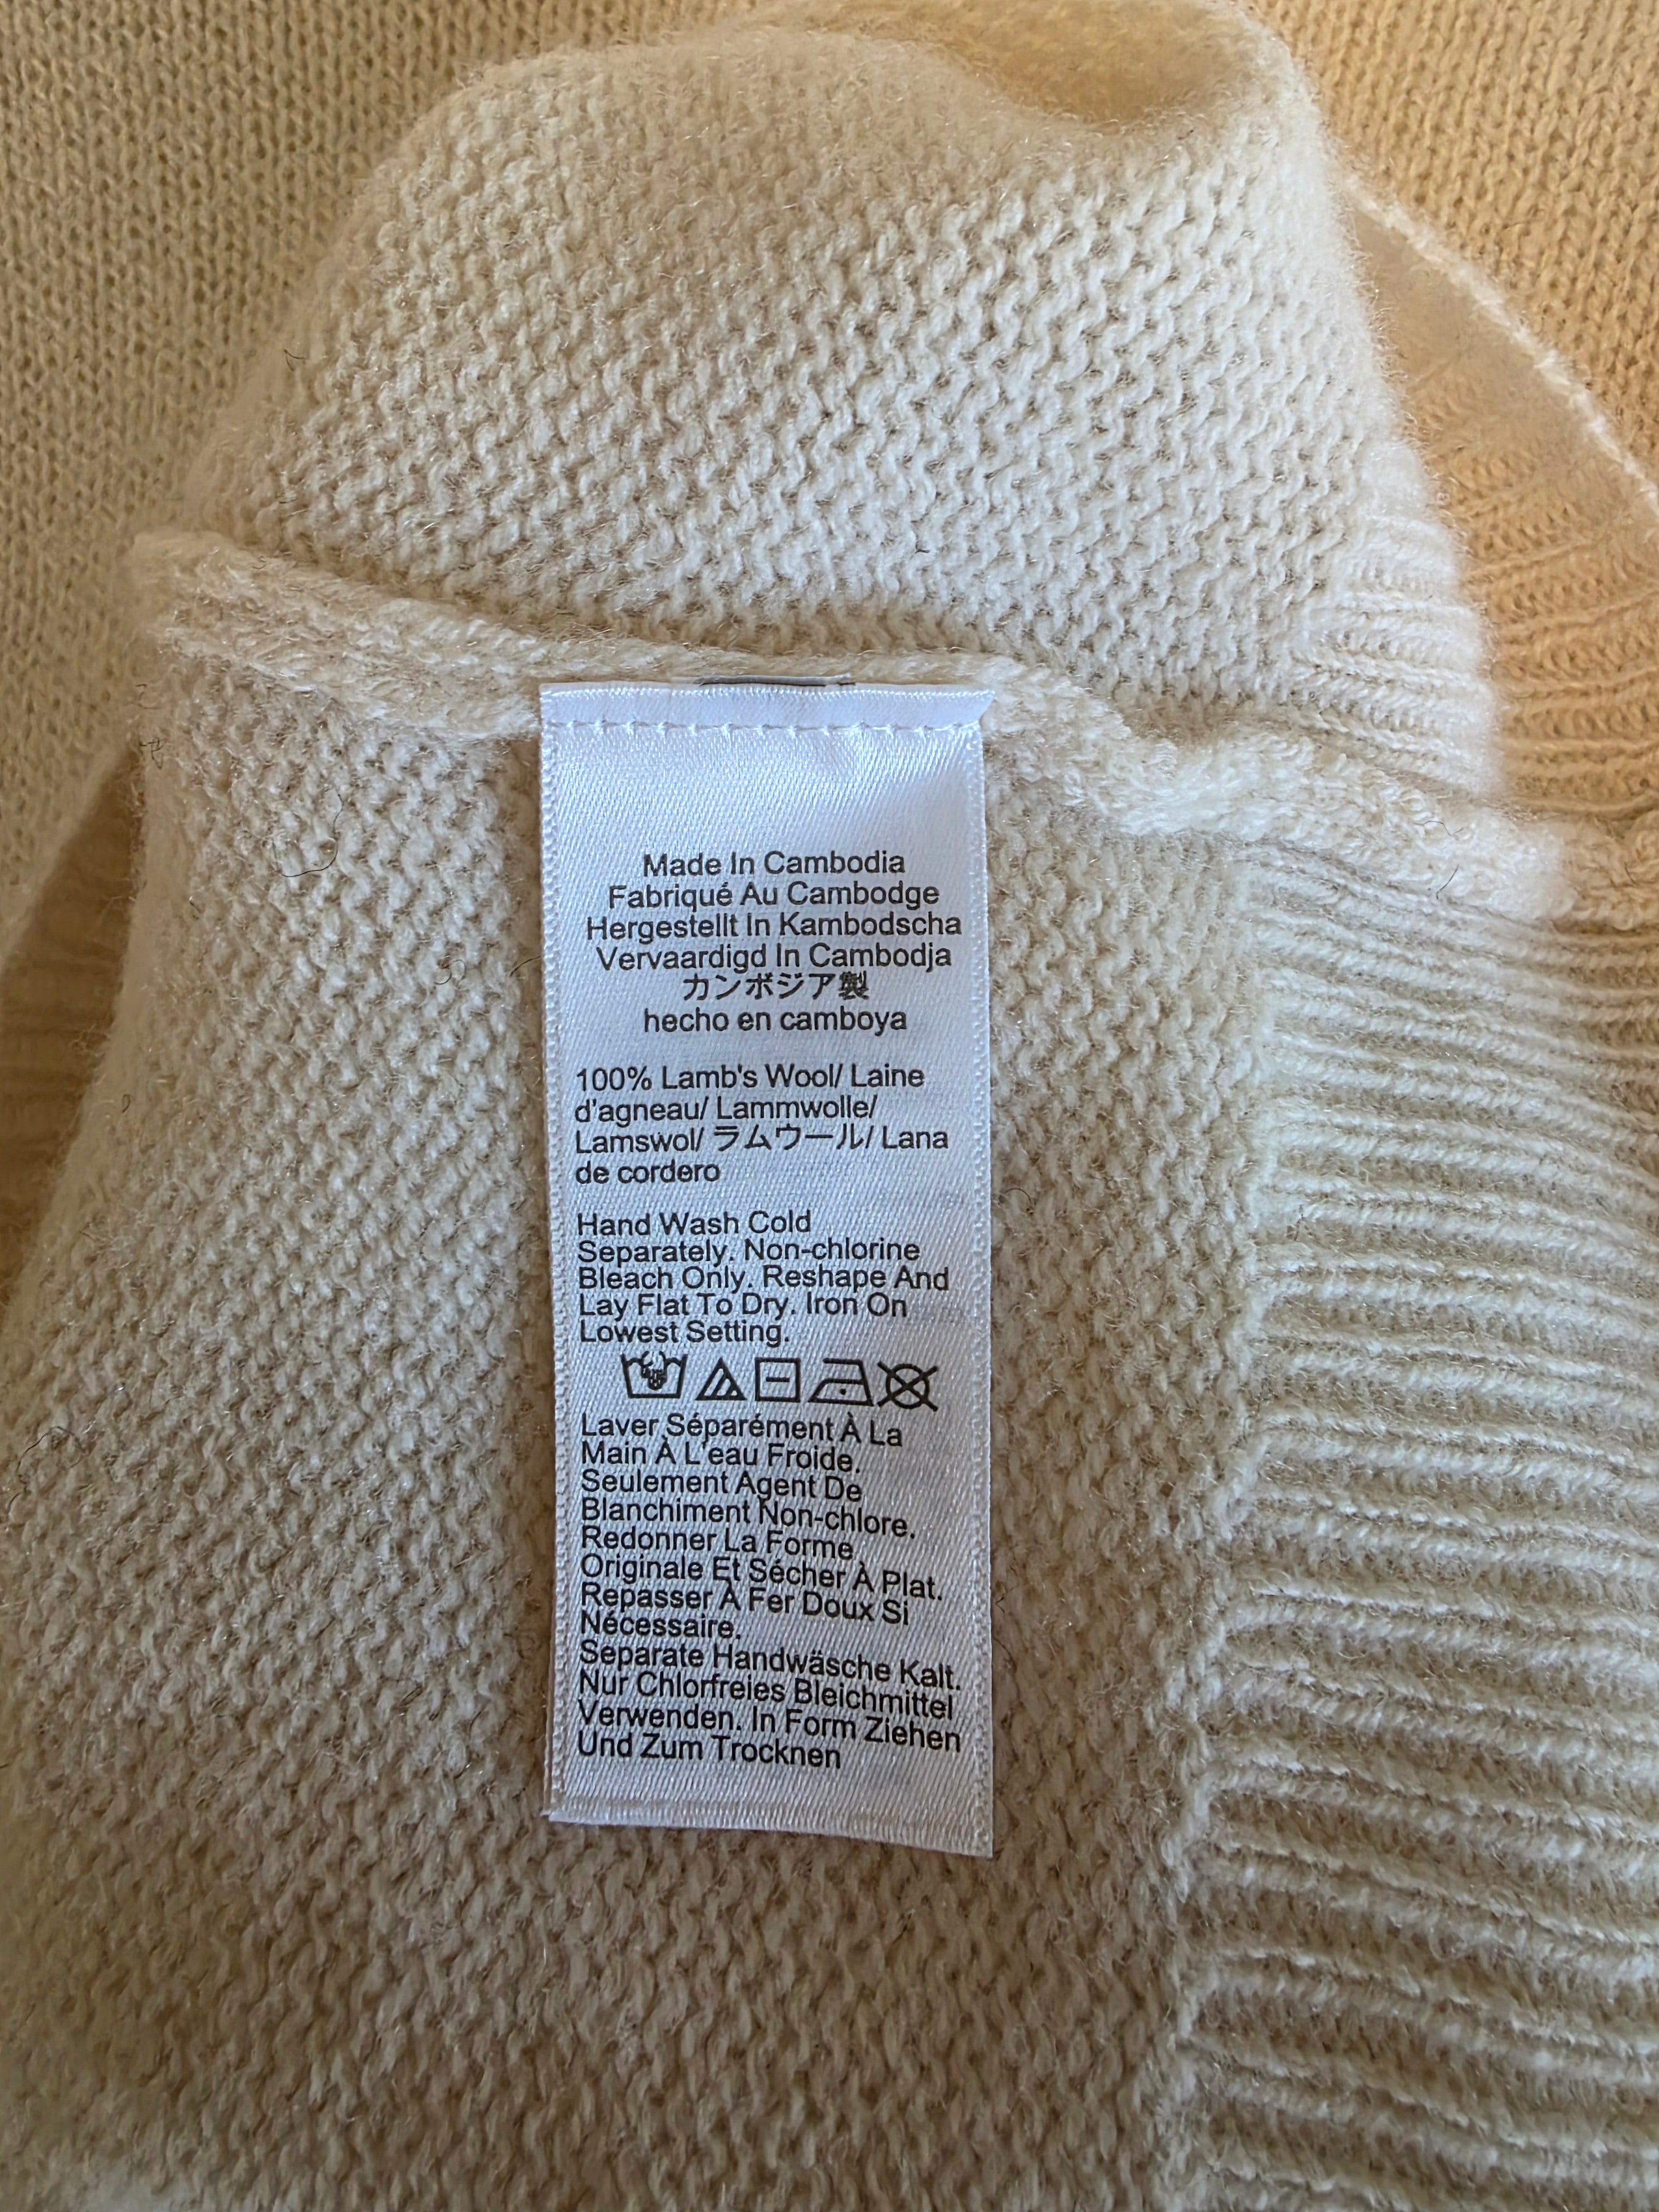 Made In Cambodia
Fabriqué Au Cambodge
Hergestellt In Kambodscha
Vervaardigd In Cambodja
カンボジア製
hecho en camboya
100% Lamb's Wool/ Laine
d'agneau/ Lammwolle/
Lamswol/ ラムウール/ Lana
de cordero
Hand Wash Cold
Separately. Non-chlorine
Bleach Only. Reshape And
Lay Flat To Dry. Iron On
Lowest Setting.
Laver Séparément À La
Main À L'eau Froide.
Seulement Agent De
Blanchiment Non-chlore.
Redonner La Forme
Originale Et Sécher À Plat.
Repasser À Fer Doux Si
Nécessaire.
Separate Handwäsche Kalt.
Nur Chlorfreies Bleichmittel
Verwenden. In Form Ziehen
Und Zum Trocknen